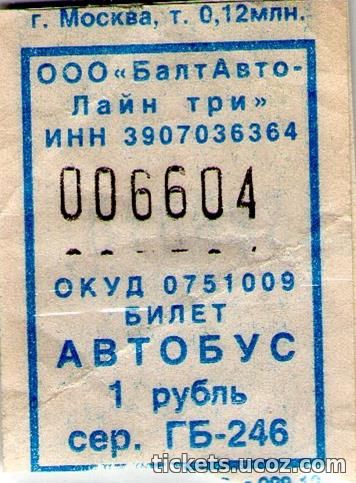 г. Москва, т. 0,12млн.
ООО «БалтАвто-
Лайн три»
ИНН 3907036364
006604
ОКУД 0751009
БИЛЕТ
АВТОБУС
1 рубль
сер. ГБ-246
tickets.ucoz.com